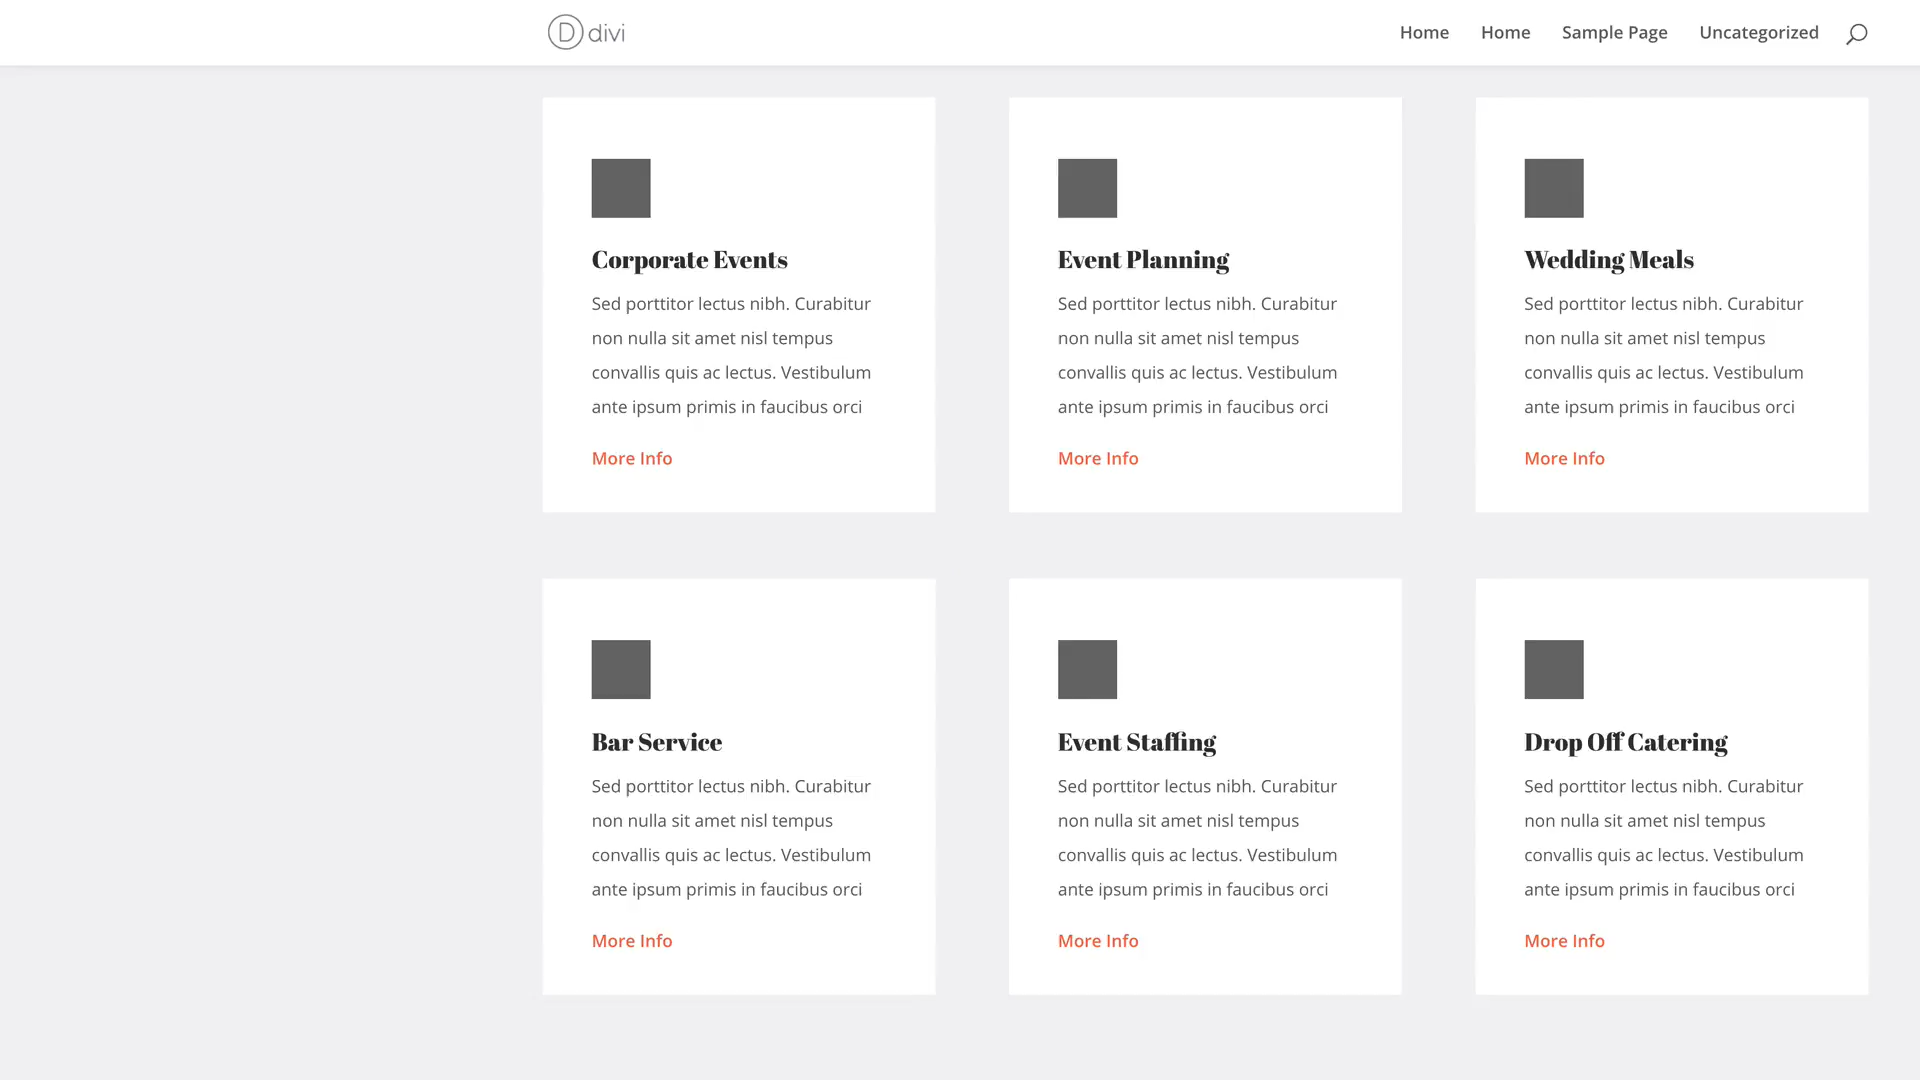 D divi
Home Home Sample Page Uncategorized
Corporate Events
Sed porttitor lectus nibh. Curabitur
non nulla sit amet nisl tempus
convallis quis ac lectus. Vestibulum
ante ipsum primis in faucibus orci
More Info
Event Planning
Sed porttitor lectus nibh. Curabitur
non nulla sit amet nisl tempus
convallis quis ac lectus. Vestibulum
ante ipsum primis in faucibus orci
More Info
Wedding Meals
Sed porttitor lectus nibh. Curabitur
non nulla sit amet nisl tempus
convallis quis ac lectus. Vestibulum
ante ipsum primis in faucibus orci
More Info
Bar Service
Sed porttitor lectus nibh. Curabitur
non nulla sit amet nisl tempus
convallis quis ac lectus. Vestibulum
ante ipsum primis in faucibus orci
More Info
Event Staffing
Sed porttitor lectus nibh. Curabitur
non nulla sit amet nisl tempus
convallis quis ac lectus. Vestibulum
ante ipsum primis in faucibus orci
More Info
Drop Off Catering
Sed porttitor lectus nibh. Curabitur
non nulla sit amet nisl tempus
convallis quis ac lectus. Vestibulum
ante ipsum primis in faucibus orci
More Info